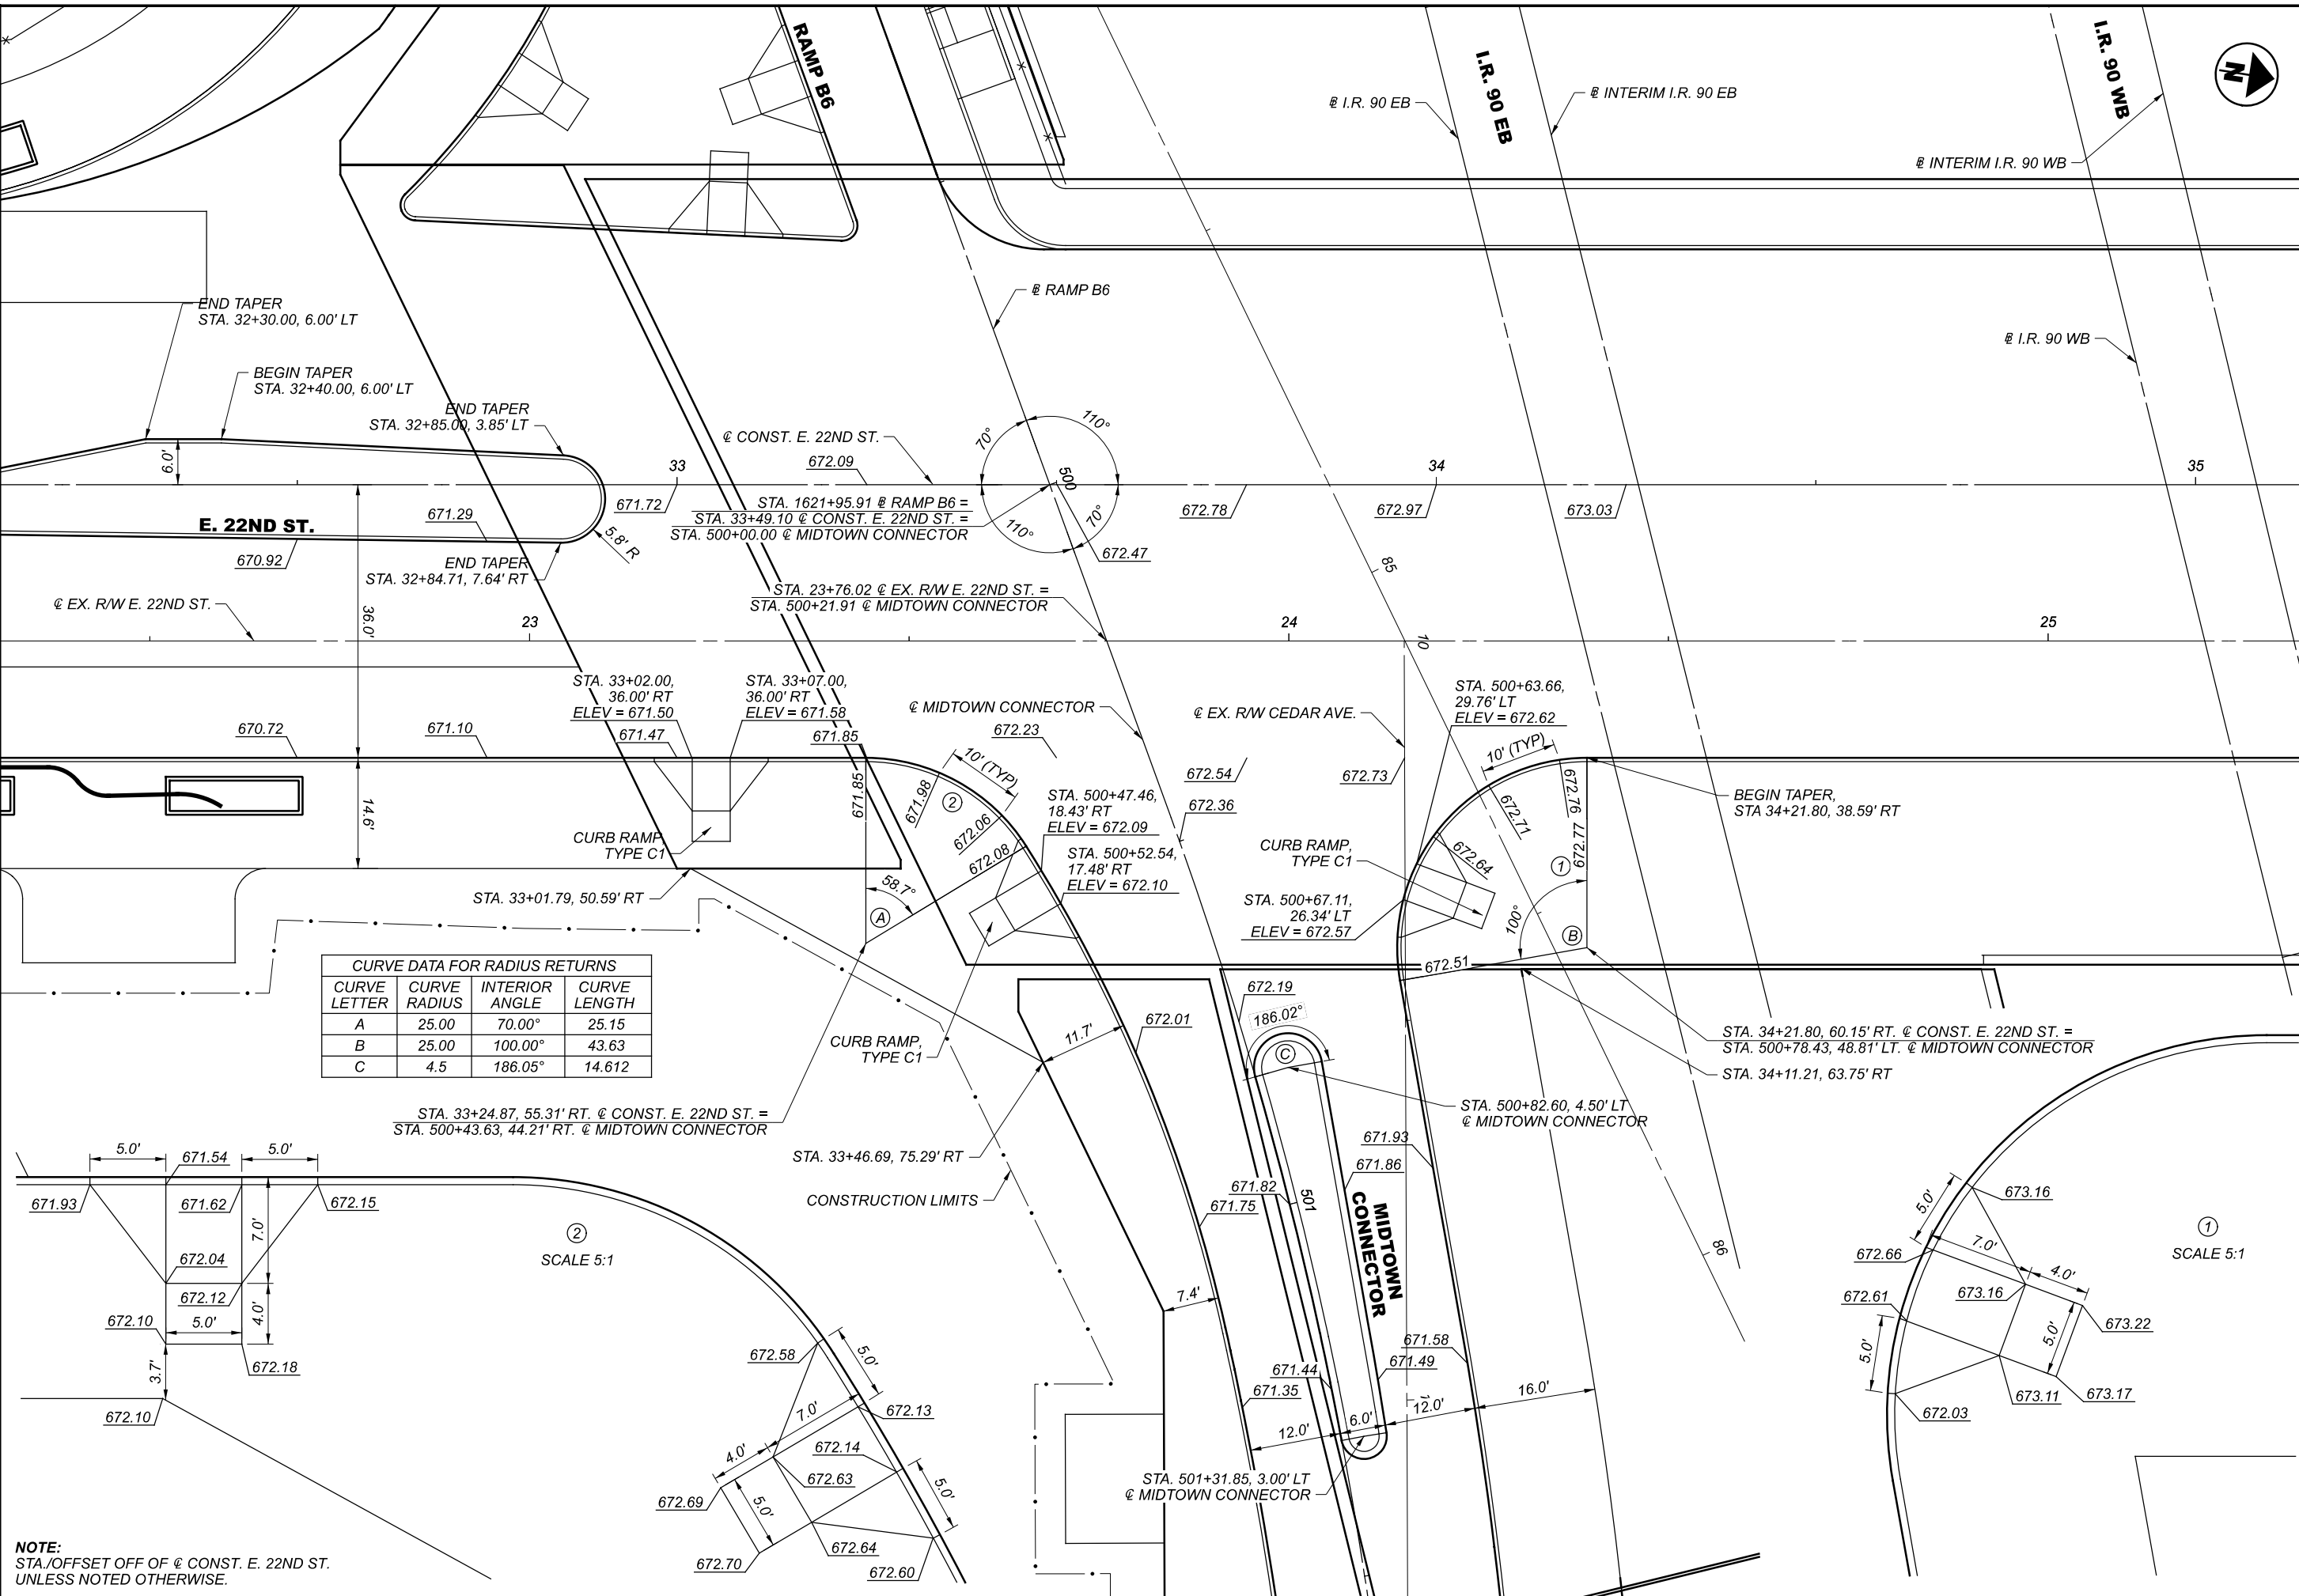 RAMP B6
I.R. 90 EB
I.R. 90 WB
N
℄ I.R. 90 EB
℄ INTERIM I.R. 90 EB
℄ INTERIM I.R. 90 WB
℄ I.R. 90 WB
℄ RAMP B6
END TAPER
STA. 32+30.00, 6.00' LT
BEGIN TAPER
STA. 32+40.00, 6.00' LT
END TAPER
STA. 32+85.00, 3.85' LT
℄ CONST. E. 22ND ST.
672.09
70°
110°
500
110°
70°
6.0'
33
34
35
671.72
STA. 1621+95.91 ℄ RAMP B6 =
STA. 33+49.10 ℄ CONST. E. 22ND ST. =
STA. 500+00.00 ℄ MIDTOWN CONNECTOR
672.78
672.97
673.03
E. 22ND ST.
671.29
670.92
5.8' R
END TAPER
STA. 32+84.71, 7.64' RT
672.47
85
STA. 23+76.02 ℄ EX. R/W E. 22ND ST. =
STA. 500+21.91 ℄ MIDTOWN CONNECTOR
℄ EX. R/W E. 22ND ST.
36.0'
23
24
25
10
STA. 33+02.00,
36.00' RT
ELEV = 671.50
STA. 33+07.00,
36.00' RT
ELEV = 671.58
℄ MIDTOWN CONNECTOR
℄ EX. R/W CEDAR AVE.
STA. 500+63.66,
29.76' LT
ELEV = 672.62
670.72
671.10
671.47
671.85
672.23
672.54
672.73
10' (TYP)
10' (TYP)
671.85
671.98
2
672.06
672.08
STA. 500+47.46,
18.43' RT
ELEV = 672.09
STA. 500+52.54,
17.48' RT
ELEV = 672.10
672.36
672.76
672.71
672.77
672.64
1
BEGIN TAPER,
STA 34+21.80, 38.59' RT
14.6'
CURB RAMP,
TYPE C1
CURB RAMP,
TYPE C1
STA. 33+01.79, 50.59' RT
58.7°
A
STA. 500+67.11,
26.34' LT
ELEV = 672.57
100°
B
672.51
CURVE DATA FOR RADIUS RETURNS
CURVE LETTER CURVE RADIUS INTERIOR ANGLE CURVE LENGTH
A 25.00 70.00° 25.15
B 25.00 100.00° 43.63
C 4.5 186.05° 14.612
672.19
186.02°
C
11.7'
672.01
CURB RAMP,
TYPE C1
STA. 34+21.80, 60.15' RT. ℄ CONST. E. 22ND ST. =
STA. 500+78.43, 48.81' LT. ℄ MIDTOWN CONNECTOR
STA. 34+11.21, 63.75' RT
STA. 33+24.87, 55.31' RT. ℄ CONST. E. 22ND ST. =
STA. 500+43.63, 44.21' RT. ℄ MIDTOWN CONNECTOR
STA. 500+82.60, 4.50' LT
℄ MIDTOWN CONNECTOR
STA. 33+46.69, 75.29' RT
CONSTRUCTION LIMITS
671.93
671.86
671.82
501
671.75
MIDTOWN
CONNECTOR
86
7.4'
671.58
671.49
671.44
671.35
12.0'
6.0'
12.0'
16.0'
STA. 501+31.85, 3.00' LT
℄ MIDTOWN CONNECTOR
5.0'
671.54
5.0'
671.93
671.62
672.15
7.0'
672.04
672.12
672.10
5.0'
4.0'
672.18
3.7'
672.10
2
SCALE 5:1
672.58
5.0'
7.0'
672.13
4.0'
672.14
672.63
672.69
5.0'
5.0'
672.70
672.64
672.60
5.0'
673.16
672.66
7.0'
4.0'
672.61
673.16
673.22
5.0'
5.0'
673.11
673.17
672.03
1
SCALE 5:1
NOTE:
STA./OFFSET OFF OF ℄ CONST. E. 22ND ST.
UNLESS NOTED OTHERWISE.